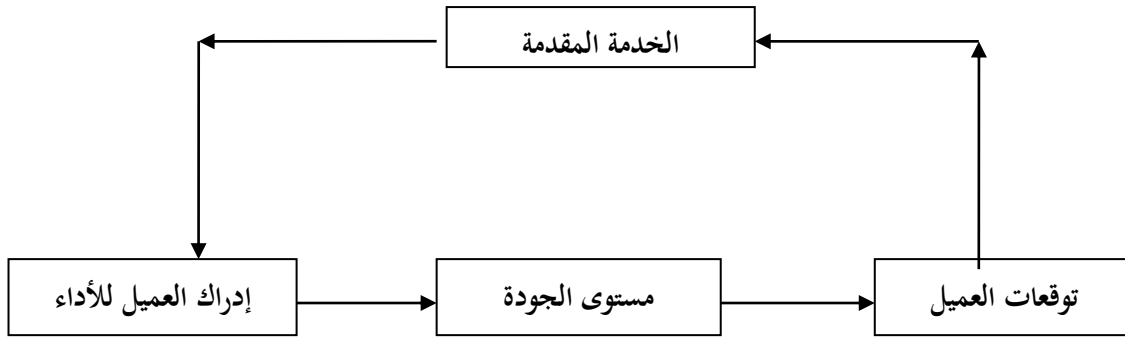 الخدمة المقدمة
توقعات العميل
مستوى الجودة
إدراك العميل للأداء